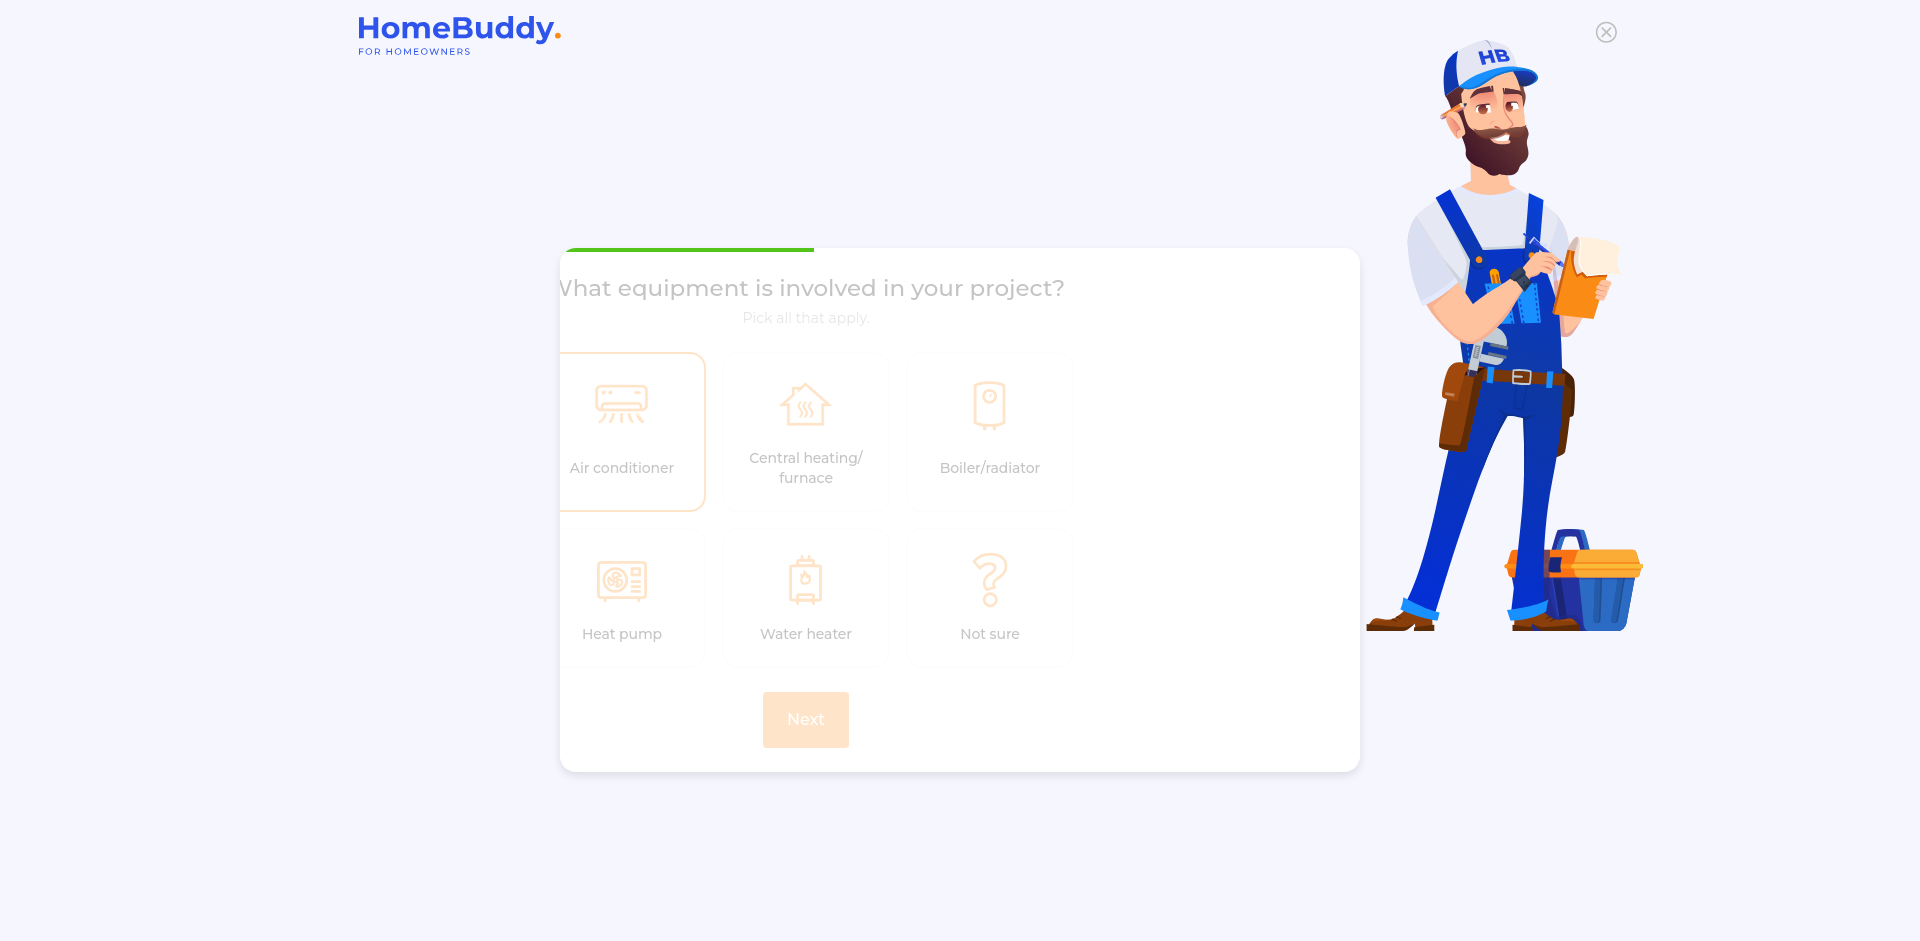 HomeBuddy.
FOR HOMEOWNERS
HB
What equipment is involved in your project?
Pick all that apply.
Air conditioner
Central heating/
furnace
Boiler/radiator
Heat pump
Water heater
Not sure
Next